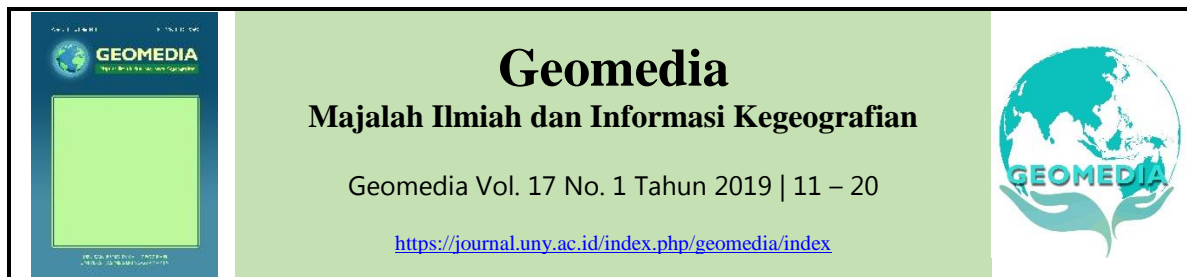 GEOMEDIA
Geomedia
Majalah Ilmiah dan Informasi Kegeografian
Geomedia Vol. 17 No. 1 Tahun 2019 | 11 – 20
https://journal.uny.ac.id/index.php/geomedia/index
GEOMEDIA